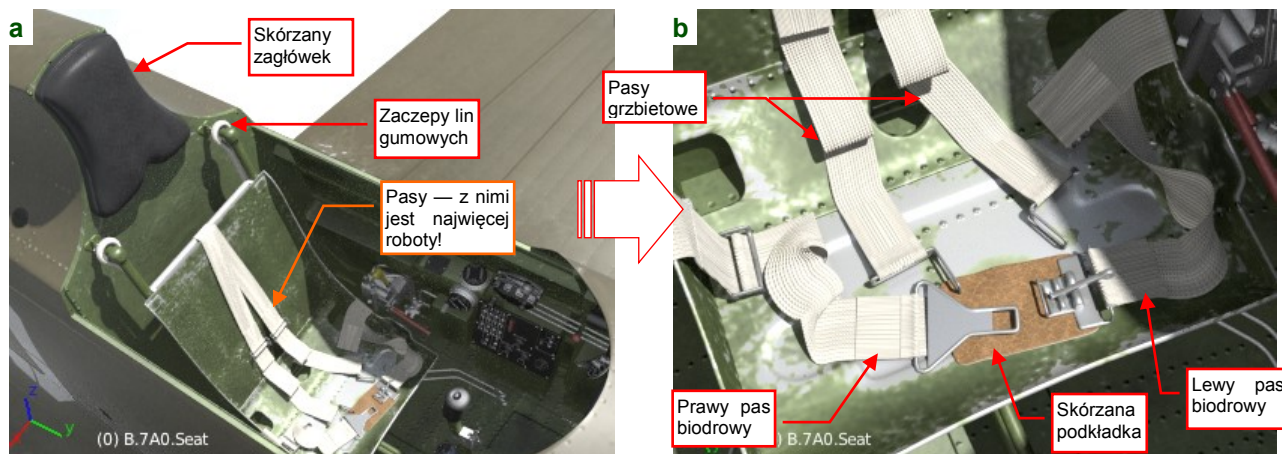 a
Skórzany
zagłówek
Zaczepy lin
gumowych
Pasy — z nimi
jest najwięcej
roboty!
z
y
(0) B.7A0.Seat
b
Pasy
grzbietowe
Prawy pas
biodrowy
Skórzana
podkładka
Lewy pas
biodrowy
(0) B.7A0.Seat